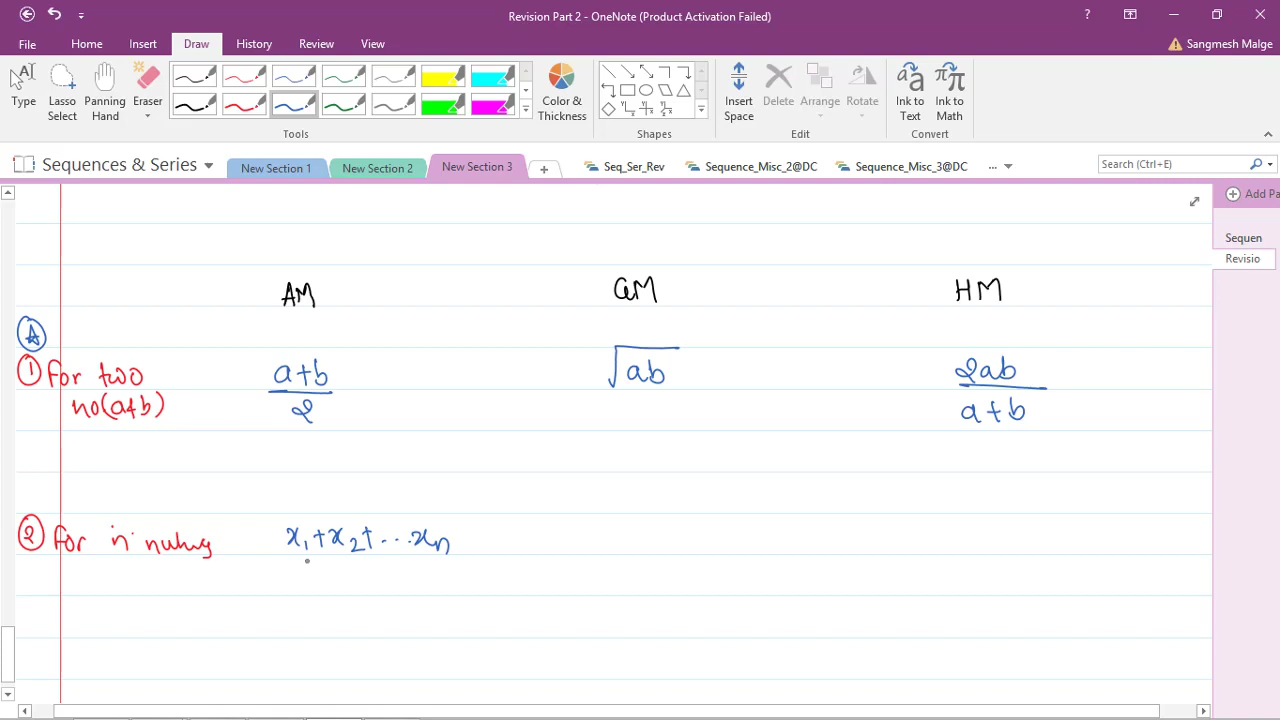 Revision Part 2 - OneNote (Product Activation Failed)
File Home Insert Draw History Review View Sangmesh Malge
Type
Lasso Select
Panning Hand
Eraser
Color & Thickness
Insert Space
Delete
Arrange
Rotate
Ink to Text
Ink to Math
Tools
Shapes
Edit
Convert
Sequences & Series New Section 1 New Section 2 New Section 3 Seq_Ser_Rev Sequence_Misc_2@DC Sequence_Misc_3@DC ... Search (Ctrl+E)
Add Pa
Sequen
Revisio
AM GM HM
A
① For two no(a+b)
a+b
2
√ab
2ab
a+b
② For n
x₁+x₂+...xₙ